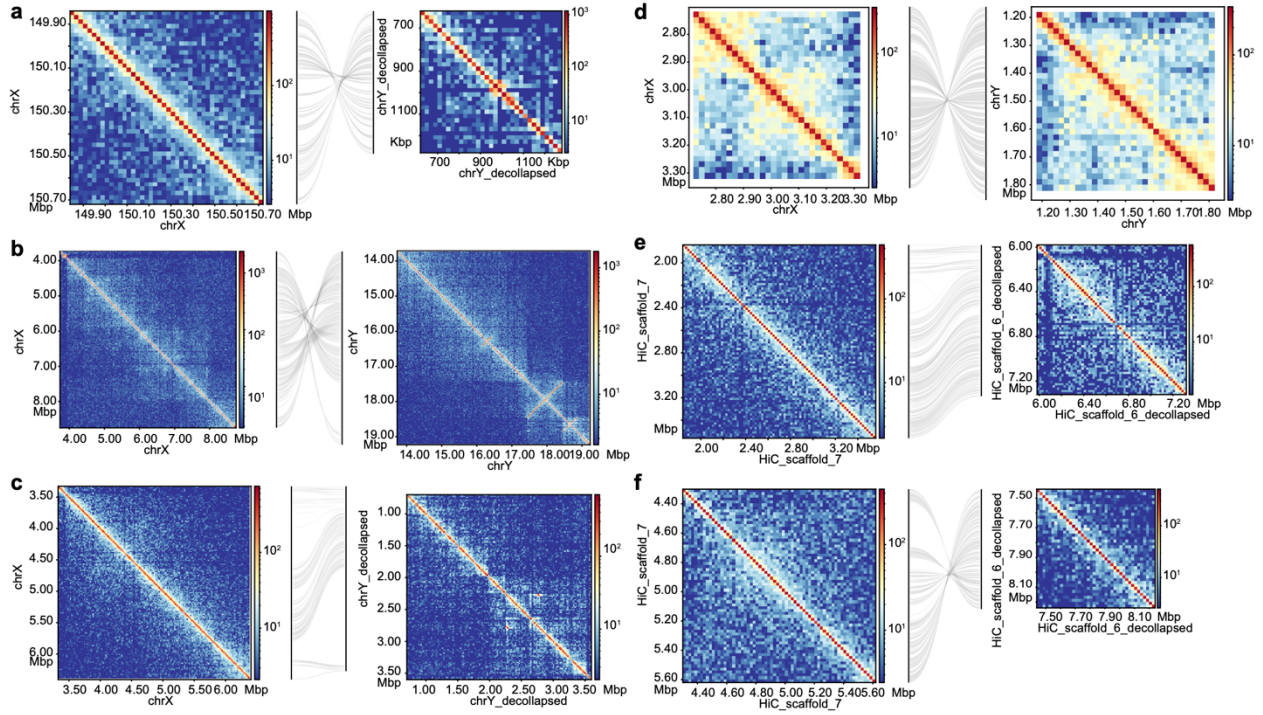 a
chrX
149.90
150.10
150.30
150.50
150.70
Mbp
149.90 150.10 150.30 150.50 150.70 Mbp
chrX
10²
10¹
chrY_decollapsed
700
900
1100
Kbp
700 900 1100 Kbp
chrY_decollapsed
10³
10²
10¹
b
chrX
4.00
5.00
6.00
7.00
8.00
Mbp
4.00 5.00 6.00 7.00 8.00 Mbp
chrX
10³
10²
10¹
chrY
14.00
15.00
16.00
17.00
18.00
19.00
Mbp
14.00 15.00 16.00 17.00 18.00 19.00 Mbp
chrY
10³
10²
10¹
c
chrX
3.50
4.00
4.50
5.00
5.50
6.00
Mbp
3.50 4.00 4.50 5.00 5.50 6.00 Mbp
chrX
10²
10¹
chrY_decollapsed
1.00
1.50
2.00
2.50
3.00
3.50
Mbp
1.00 1.50 2.00 2.50 3.00 3.50 Mbp
chrY_decollapsed
10²
10¹
d
chrX
2.80
2.90
3.00
3.10
3.20
3.30
Mbp
2.80 2.90 3.00 3.10 3.20 3.30 Mbp
chrX
10²
10¹
chrY
1.20
1.30
1.40
1.50
1.60
1.70
1.80
Mbp
1.20 1.30 1.40 1.50 1.60 1.70 1.80 Mbp
chrY
10²
10¹
e
HiC_scaffold_7
2.00
2.40
2.80
3.20
Mbp
2.00 2.40 2.80 3.20 Mbp
HiC_scaffold_7
10²
10¹
HiC_scaffold_6_decollapsed
6.00
6.40
6.80
7.20
Mbp
6.00 6.40 6.80 7.20 Mbp
HiC_scaffold_6_decollapsed
10²
10¹
f
HiC_scaffold_7
4.40
4.60
4.80
5.00
5.20
5.40
5.60
Mbp
4.40 4.60 4.80 5.00 5.20 5.40 5.60 Mbp
HiC_scaffold_7
10²
10¹
HiC_scaffold_6_decollapsed
7.50
7.70
7.90
8.10
Mbp
7.50 7.70 7.90 8.10 Mbp
HiC_scaffold_6_decollapsed
10²
10¹